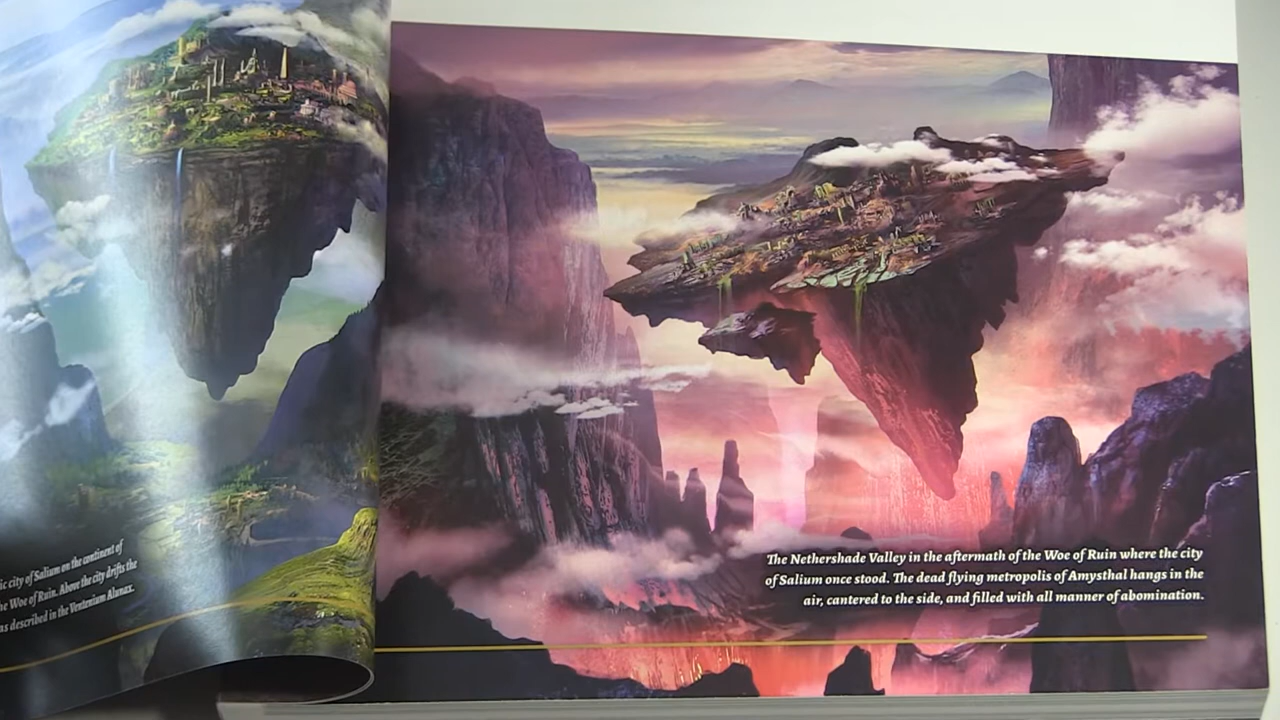 ic city of Salium on the continent of
he Woe of Ruin. Above the city drifts the
as described in the Ventenium Alunax.
The Nethershade Valley in the aftermath of the Woe of Ruin where the city
of Salium once stood. The dead flying metropolis of Amysthal hangs in the
air, cantered to the side, and filled with all manner of abomination.